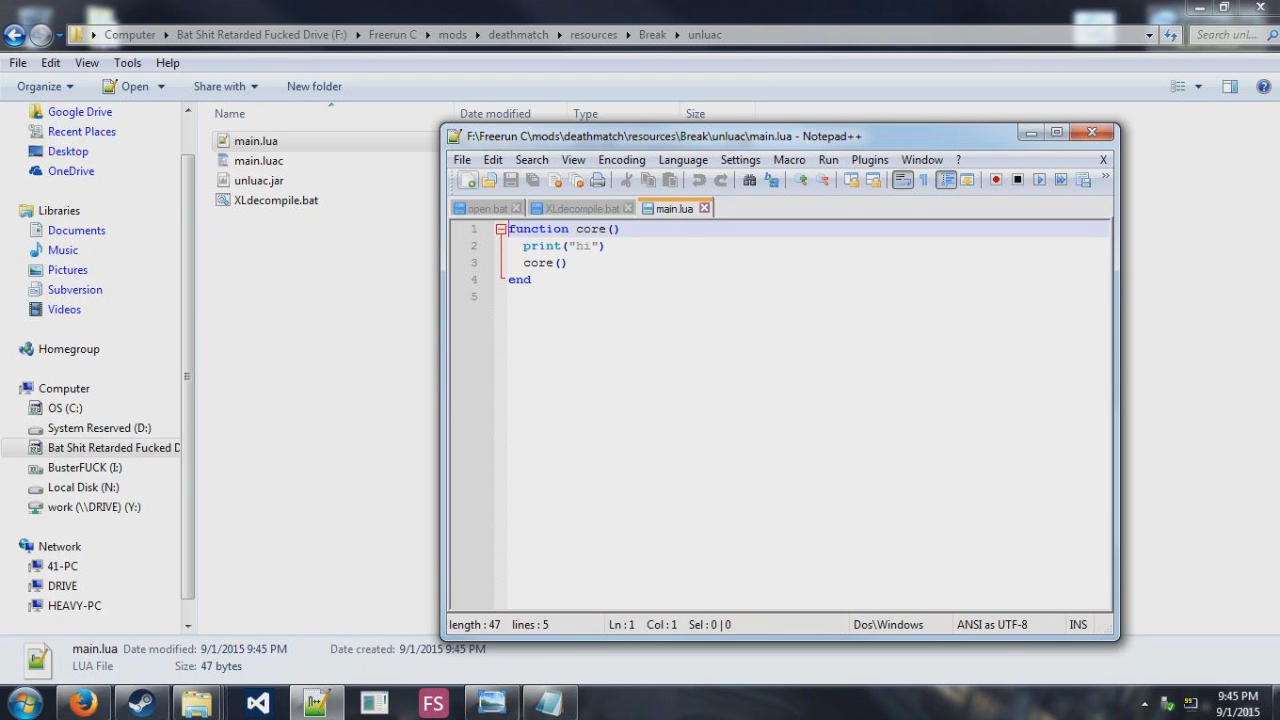 Computer Bat Shit Retarded Fucked Drive (F:) Freerun C mods deathmatch resources Break unluac
Search unl...
File Edit View Tools Help
Organize Open Share with New folder
Google Drive
Recent Places
Desktop
OneDrive
Libraries
Documents
Music
Pictures
Subversion
Videos
Homegroup
Computer
OS (C:)
System Reserved (D:)
Bat Shit Retarded Fucked D
BusterFUCK (I:)
Local Disk (N:)
work (\\DRIVE) (Y:)
Network
41-PC
DRIVE
HEAVY-PC
Name Date modified Type Size
main.lua
main.luac
unluac.jar
XLdecompile.bat
F:\Freerun C\mods\deathmatch\resources\Break\unluac\main.lua - Notepad++
File Edit Search View Encoding Language Settings Macro Run Plugins Window ? X
open.bat XLdecompile.bat main.lua
1 function core()
2 print("hi")
3 core()
4 end
5
length : 47 lines : 5 Ln : 1 Col : 1 Sel : 0 | 0 Dos\Windows ANSI as UTF-8 INS
main.lua Date modified: 9/1/2015 9:45 PM Date created: 9/1/2015 9:45 PM
LUA File Size: 47 bytes
FS
9:45 PM
9/1/2015